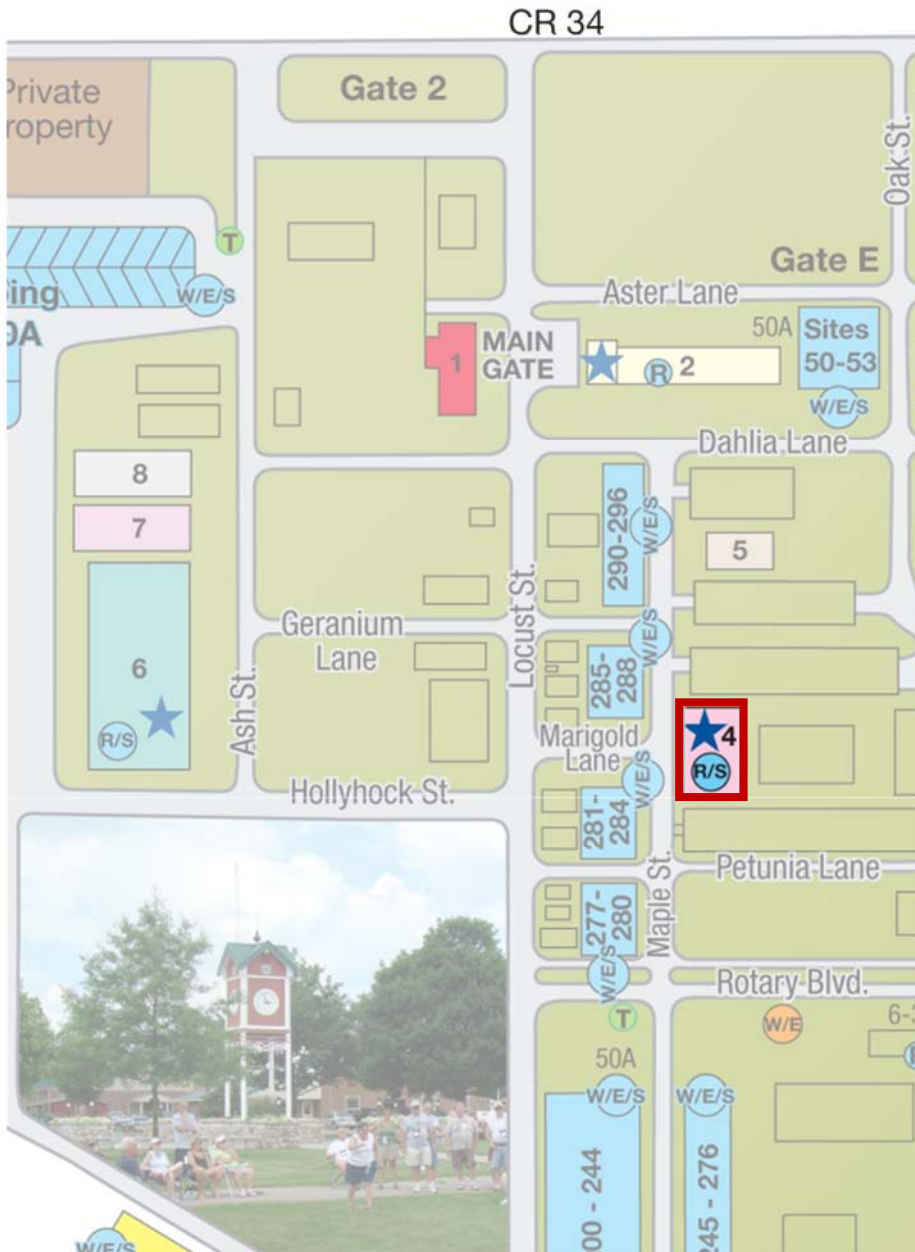 CR 34
Private
roperty
Gate 2
Oak St.
T
Gate E
ping
0A
W/E/S
Aster Lane
1
MAIN
GATE
R
2
50A
Sites
50-53
W/E/S
Dahlia Lane
8
7
6
R/S
290-296
W/E/S
5
Geranium
Lane
Locust St.
Ash St.
285-
288
W/E/S
Marigold
Lane
4
R/S
Hollyhock St.
281-
284
W/E/S
Maple St.
Petunia Lane
277-
280
W/E/S
Rotary Blvd.
T
W/E
6-3
50A
W/E/S
W/E/S
00 - 244
245 - 276
W/E/S